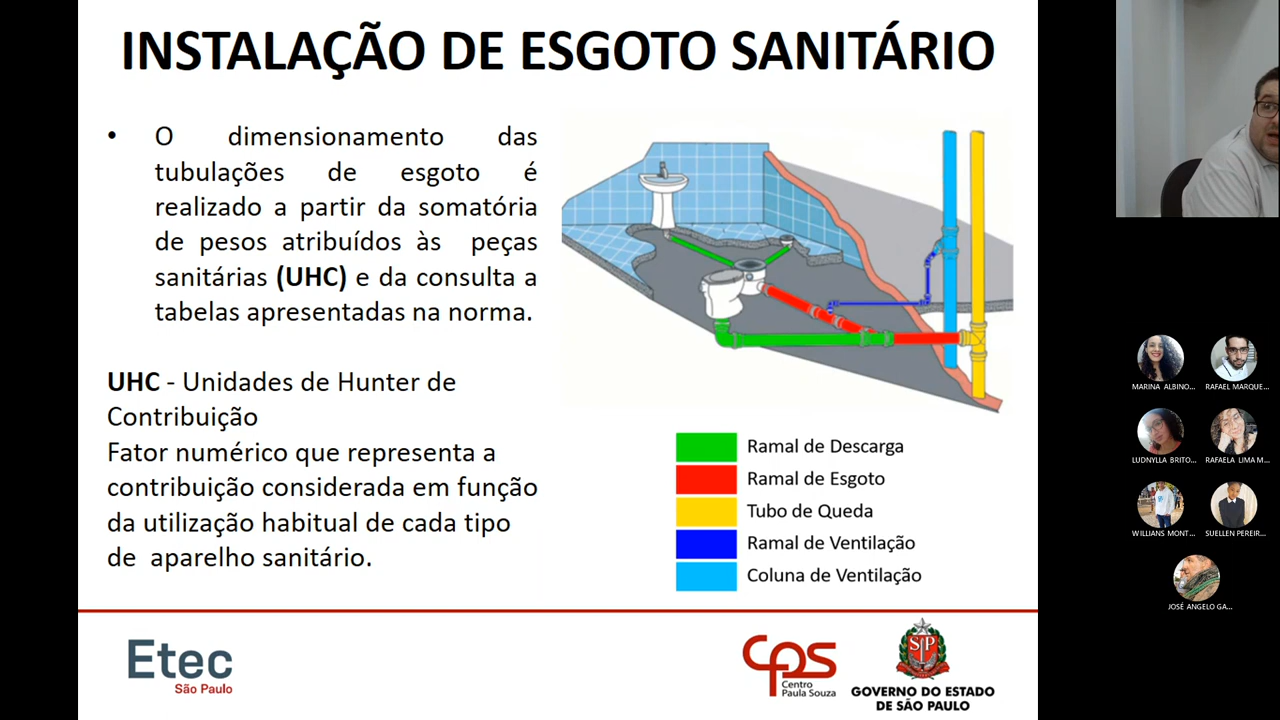 INSTALAÇÃO DE ESGOTO SANITÁRIO
• O dimensionamento das
tubulações de esgoto é
realizado a partir da somatória
de pesos atribuídos às peças
sanitárias (UHC) e da consulta a
tabelas apresentadas na norma.
UHC - Unidades de Hunter de
Contribuição
Fator numérico que representa a
contribuição considerada em função
da utilização habitual de cada tipo
de aparelho sanitário.
Ramal de Descarga
Ramal de Esgoto
Tubo de Queda
Ramal de Ventilação
Coluna de Ventilação
Etec
São Paulo
cps
Centro
Paula Souza
SP
GOVERNO DO ESTADO
DE SÃO PAULO
MARINA ALBINO...
RAFAEL MARQUE...
LUDNYLLA BRITO...
RAFAELA LIMA M...
WILLIANS MONT...
SUELLEN PEREIR...
JOSÉ ANGELO GA...